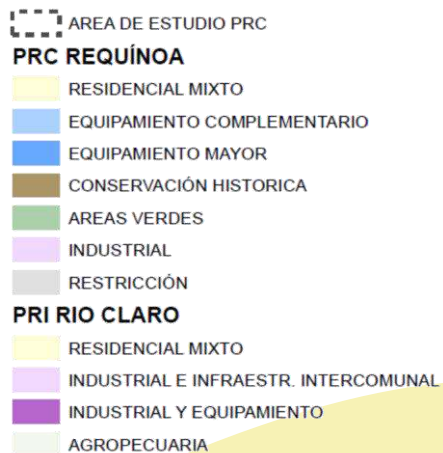 AREA DE ESTUDIO PRC
PRC REQUÍNOA
RESIDENCIAL MIXTO
EQUIPAMIENTO COMPLEMENTARIO
EQUIPAMIENTO MAYOR
CONSERVACIÓN HISTORICA
AREAS VERDES
INDUSTRIAL
RESTRICCIÓN
PRI RIO CLARO
RESIDENCIAL MIXTO
INDUSTRIAL E INFRAESTR. INTERCOMUNAL
INDUSTRIAL Y EQUIPAMIENTO
AGROPECUARIA